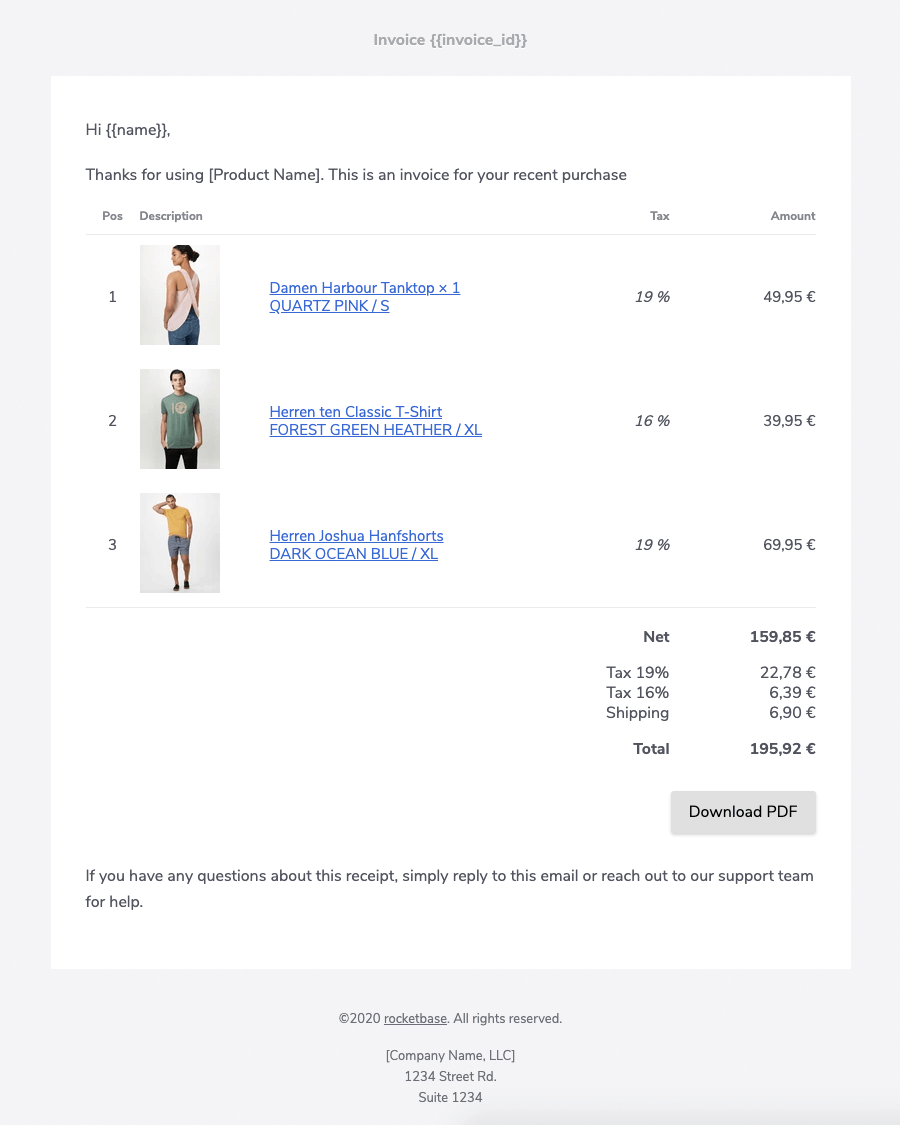 Invoice {{invoice_id}}
Hi {{name}},
Thanks for using [Product Name]. This is an invoice for your recent purchase
Pos Description Tax Amount
1 Damen Harbour Tanktop × 1 19 % 49,95 €
QUARTZ PINK / S
2 Herren ten Classic T-Shirt 16 % 39,95 €
FOREST GREEN HEATHER / XL
3 Herren Joshua Hanfshorts 19 % 69,95 €
DARK OCEAN BLUE / XL
Net 159,85 €
Tax 19% 22,78 €
Tax 16% 6,39 €
Shipping 6,90 €
Total 195,92 €
Download PDF
If you have any questions about this receipt, simply reply to this email or reach out to our support team
for help.
©2020 rocketbase. All rights reserved.
[Company Name, LLC]
1234 Street Rd.
Suite 1234